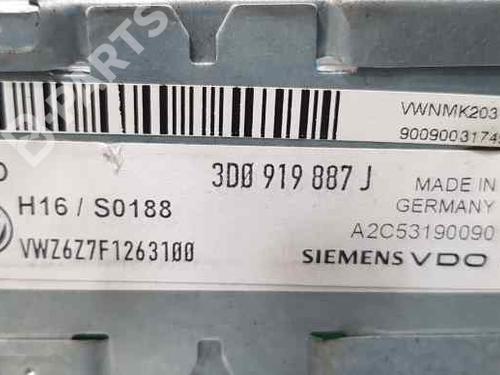 VWNMK203
9009003174
3D0 919 887 J
MADE IN
GERMANY
H16 / S0188
A2C53190090
VWZ6Z7F1263100
SIEMENS VDO